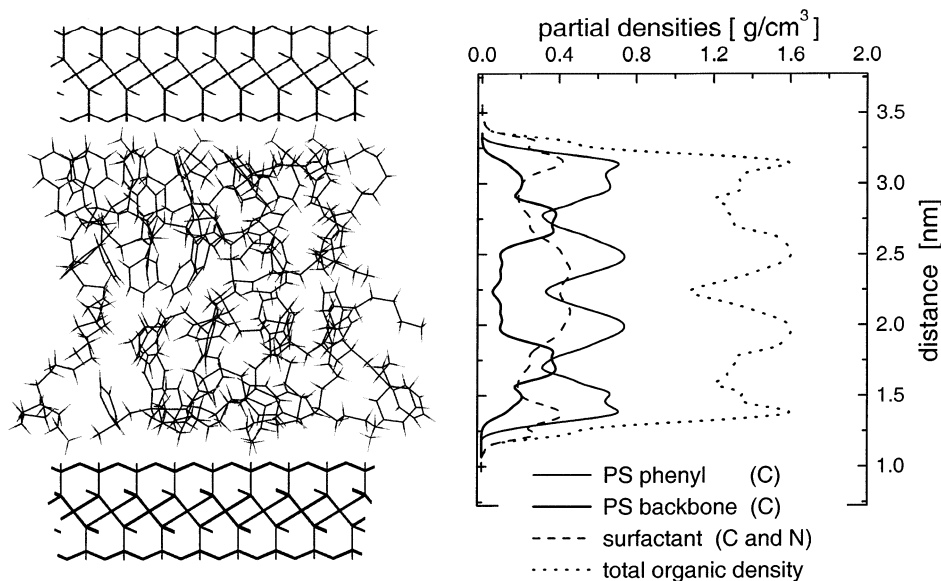 partial densities [ g/cm³ ]
0.0 0.4 0.8 1.2 1.6 2.0
3.5
3.0
2.5
2.0
1.5
1.0
distance [nm]
PS phenyl (C)
PS backbone (C)
surfactant (C and N)
total organic density